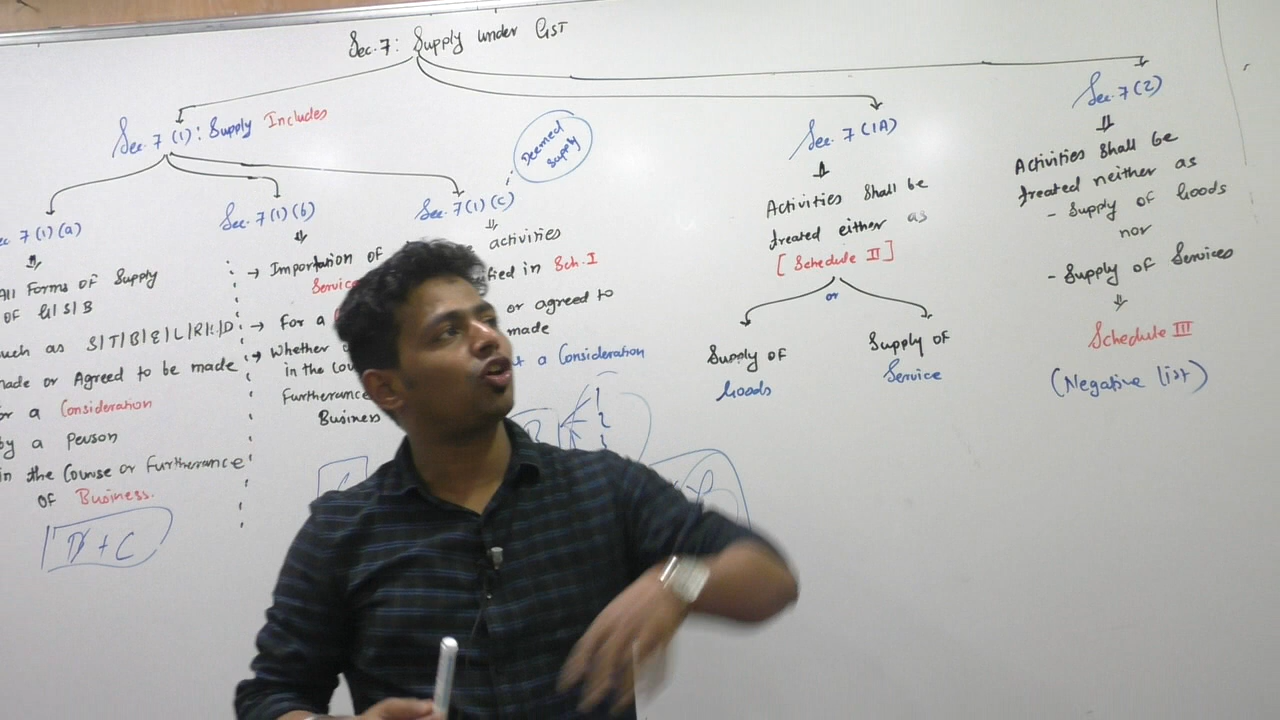 Sec.7: Supply under GST
Sec. 7 (1): Supply Includes
Deemed Supply
Sec. 7 (1A)
Sec. 7 (2)
7 (1) (a)
All Forms of Supply
of G|S|B
such as S|T|B|E|L|R|L|D
made or Agreed to be made
for a Consideration
by a person
in the Course or furtherance
of Business.
B + C
Sec. 7 (1) (b)
→ Importation of
Service
→ For a
→ Whether
in the
Furtherance
Business
Sec. 7 (1) (c)
activities
in Sch. I
or agreed to
made
a Consideration
1
2
3
Activities shall be
treated either as
[Schedule II]
or
Supply of
Goods
Supply of
Service
Activities shall be
treated neither as
- Supply of Goods
nor
- Supply of Services
Schedule III
(Negative list)